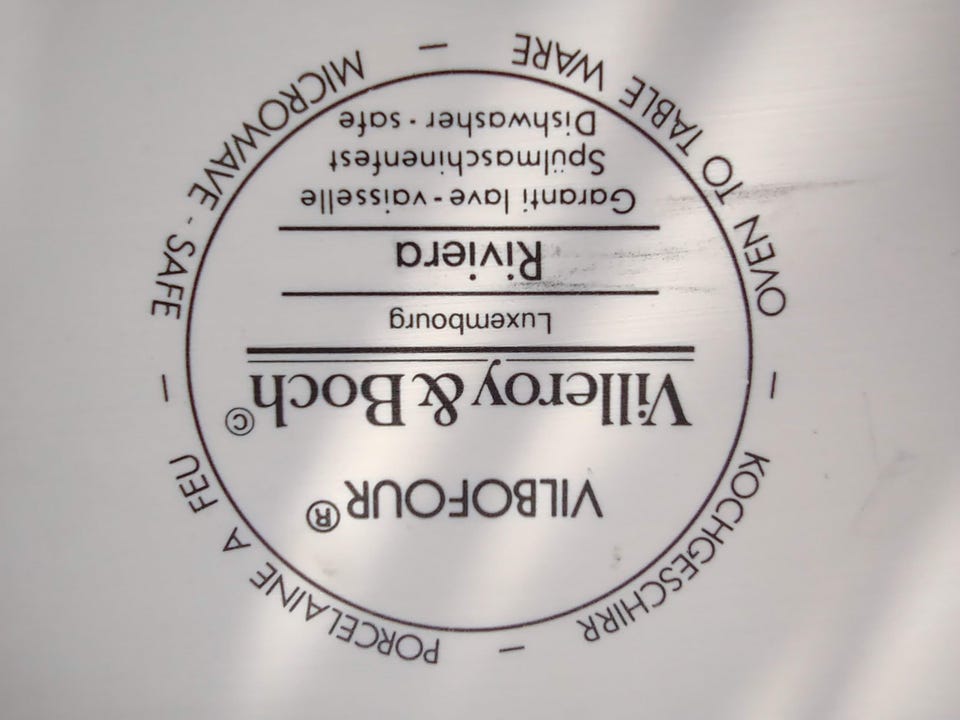 VILBOFOUR®
Villeroy & Boch©
Luxembourg
Riviera
Garanti lave-vaisselle
Spülmaschinenfest
Dishwasher-safe
PORCELAINE A FEU - MICROWAVE-SAFE - OVEN TO TABLE WARE - KOCHGESCHIRR -